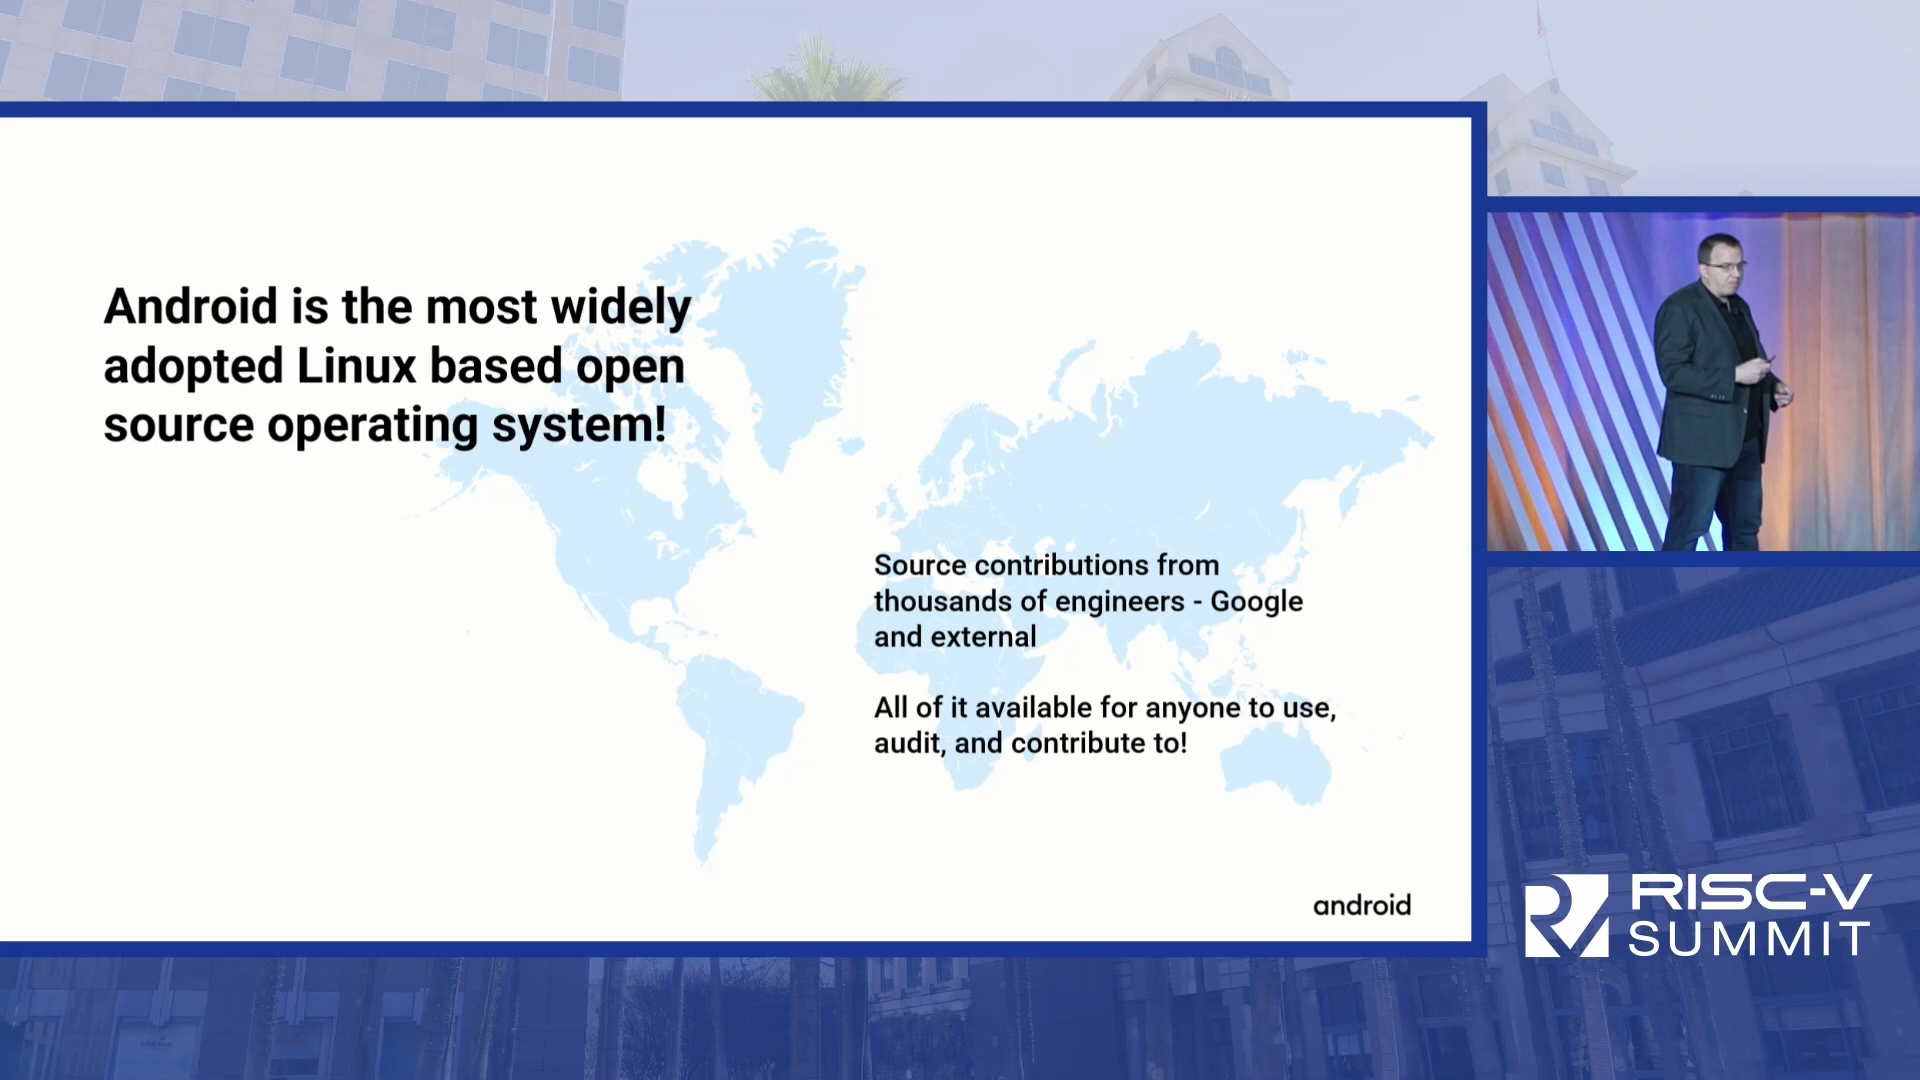 Android is the most widely
adopted Linux based open
source operating system!
Source contributions from
thousands of engineers - Google
and external
All of it available for anyone to use,
audit, and contribute to!
android
RISC-V
SUMMIT